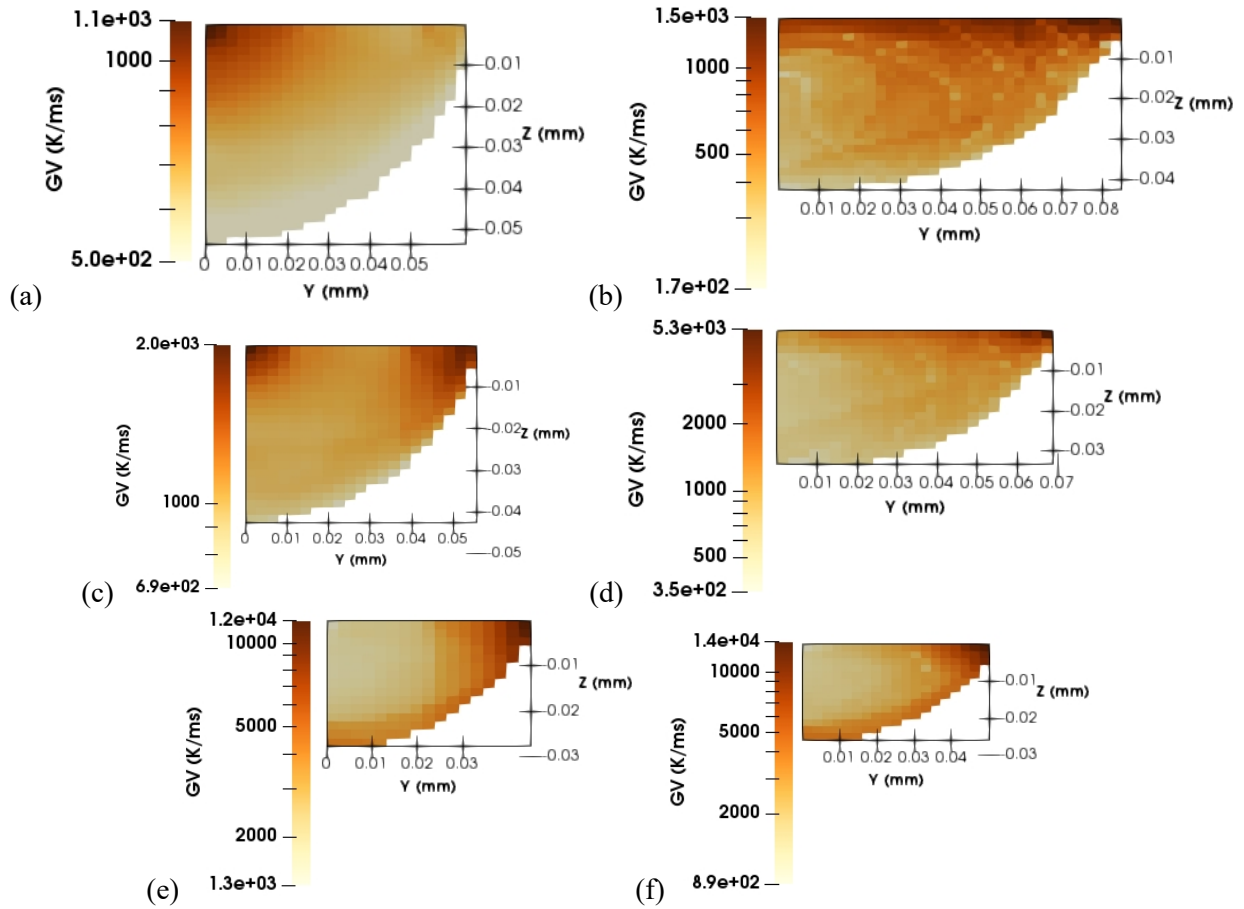 1.1e+03
1000
GV (K/ms)
5.0e+02
0.01
0.02
0.03
0.04
0.05
Z (mm)
0 0.01 0.02 0.03 0.04 0.05
Y (mm)
(a)
1.5e+03
1000
500
GV (K/ms)
1.7e+02
0.01
0.02
0.03
0.04
Z (mm)
0.01 0.02 0.03 0.04 0.05 0.06 0.07 0.08
Y (mm)
(b)
2.0e+03
GV (K/ms)
1000
6.9e+02
0.01
0.02
0.03
0.04
0.05
Z (mm)
0 0.01 0.02 0.03 0.04 0.05
Y (mm)
(c)
5.3e+03
2000
1000
500
GV (K/ms)
3.5e+02
0.01
0.02
0.03
Z (mm)
0.01 0.02 0.03 0.04 0.05 0.06 0.07
Y (mm)
(d)
1.2e+04
10000
5000
2000
GV (K/ms)
1.3e+03
0.01
0.02
0.03
Z (mm)
0 0.01 0.02 0.03
Y (mm)
(e)
1.4e+04
10000
5000
2000
GV (K/ms)
8.9e+02
0.01
0.02
0.03
Z (mm)
0.01 0.02 0.03 0.04
Y (mm)
(f)